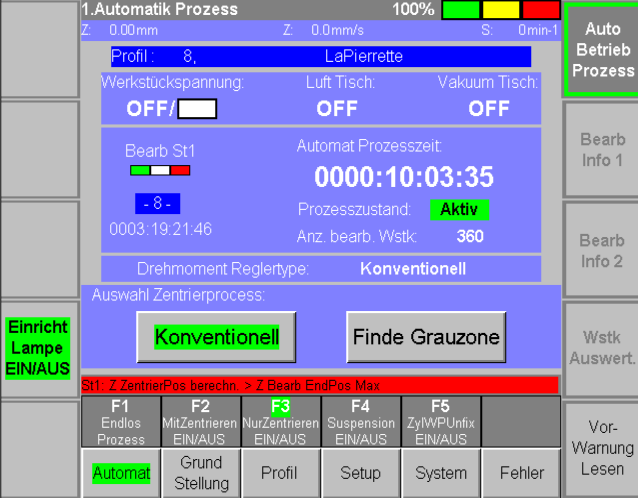 1.Automatik Prozess 100%
Z: 0.00mm Z: 0.0mm/s S: 0min-1
Profil : 8, LaPierrette
Werkstückspannung: Luft Tisch: Vakuum Tisch:
OFF/ OFF OFF
Bearb St1
- 8 -
0003:19:21:46
Automat Prozesszeit:
0000:10:03:35
Prozesszustand: Aktiv
Anz. bearb. Wstk: 360
Drehmoment Reglertype: Konventionell
Auswahl Zentrierprocess:
Konventionell Finde Grauzone
St1: Z ZentrierPos berechn. > Z Bearb EndPos Max
F1
Endlos
Prozess
F2
MitZentrieren
EIN/AUS
F3
NurZentrieren
EIN/AUS
F4
Suspension
EIN/AUS
F5
ZylWPUnfix
EIN/AUS
Automat
Grund
Stellung
Profil
Setup
System
Fehler
Einricht
Lampe
EIN/AUS
Auto
Betrieb
Prozess
Bearb
Info 1
Bearb
Info 2
Wstk
Auswert.
Vor-
Warnung
Lesen